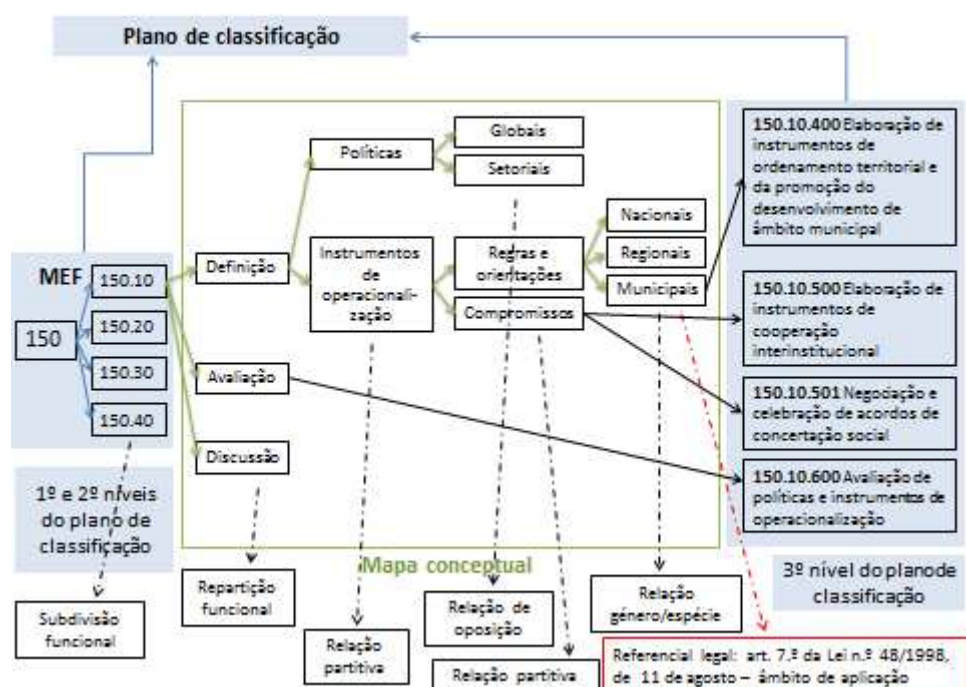 Plano de classificação
MEF
150
150.10
150.20
150.30
150.40
1º e 2º níveis
do plano de
classificação
Definição
Avaliação
Discussão
Políticas
Instrumentos
de
operacionali-
zação
Globais
Setoriais
Regras e
orientações
Compromissos
Nacionais
Regionais
Municipais
Mapa conceptual
150.10.400 Elaboração de
instrumentos de
ordenamento territorial e
da promoção do
desenvolvimento de
âmbito municipal
150.10.500 Elaboração de
instrumentos de
cooperação
interinstitucional
150.10.501 Negociação e
celebração de acordos de
concertação social
150.10.600 Avaliação de
políticas e instrumentos de
operacionalização
3º nível do planode
classificação
Subdivisão
funcional
Repartição
funcional
Relação
partitiva
Relação de
oposição
Relação partitiva
Relação
género/espécie
Referencial legal: art. 7.º da Lei n.º 48/1998,
de 11 de agosto – âmbito de aplicação